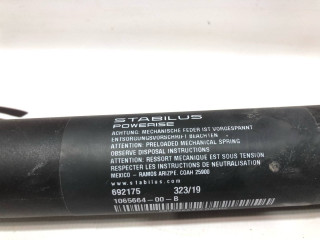 STABILUS
POWERISE
ACHTUNG MECHANISCHE FEDER IST VORGESPANNT
ENTSORGUNGSVORSCHRIFT BEACHTEN
ATTENTION: PRELOADED MECHANICAL SPRING
OBSERVE DISPOSAL INSTRUCTIONS
ATTENTION: RESSORT MÉCANIQUE EST SOUS TENSION
RESPECTER LES INSTRUCTIONS DE NEUTRALISATION
MEXICO - RAMOS ARIZPE, COAH 25900
www.stabilus.com
692175 323/19
1065664-00-B